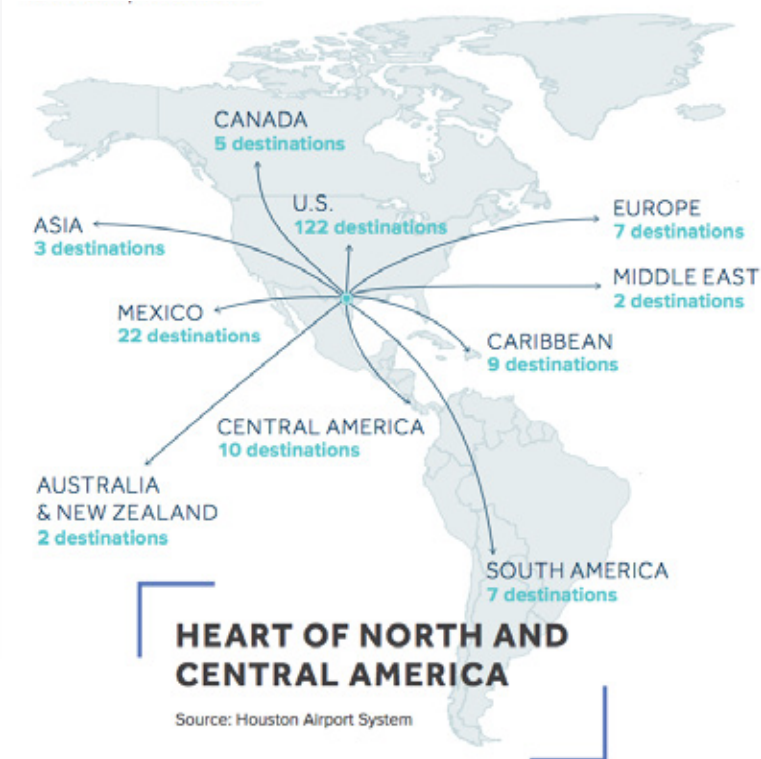 CANADA
5 destinations
U.S.
122 destinations
ASIA
3 destinations
EUROPE
7 destinations
MIDDLE EAST
2 destinations
MEXICO
22 destinations
CARIBBEAN
9 destinations
CENTRAL AMERICA
10 destinations
AUSTRALIA
& NEW ZEALAND
2 destinations
SOUTH AMERICA
7 destinations
HEART OF NORTH AND
CENTRAL AMERICA
Source: Houston Airport System